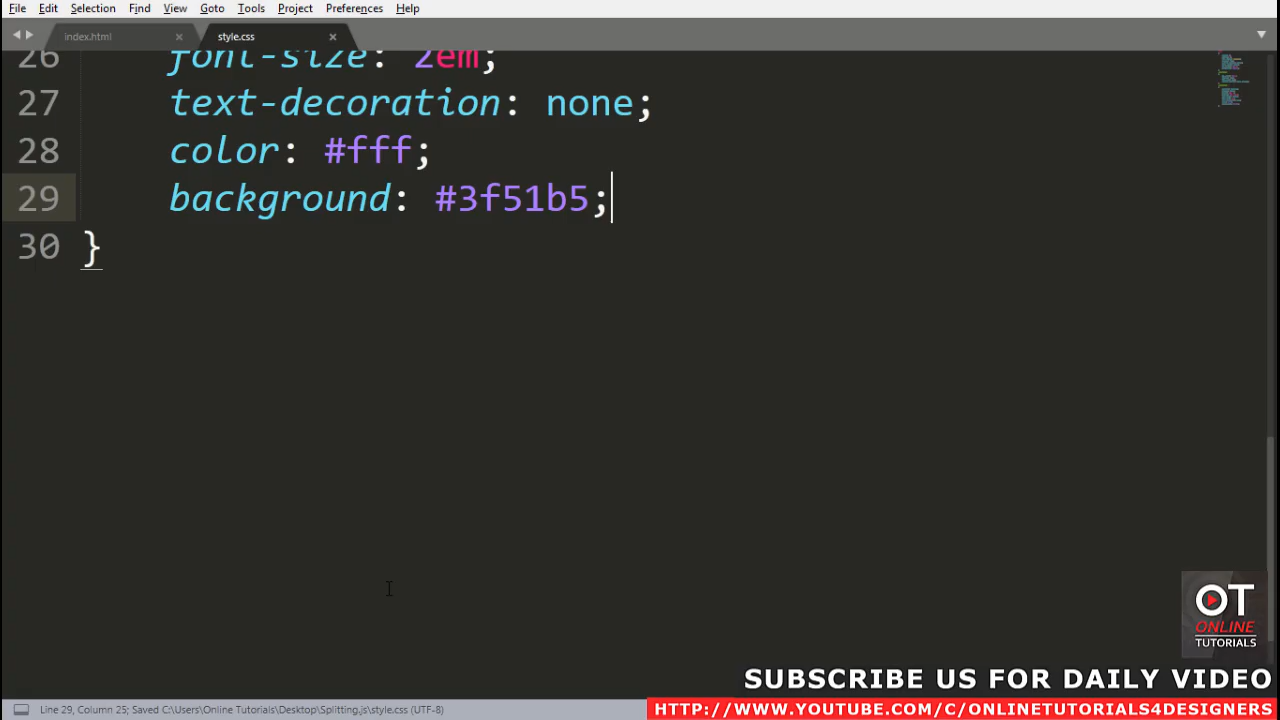 File Edit Selection Find View Goto Tools Project Preferences Help
index.html × style.css ×
26 font-size: 2em;
27 text-decoration: none;
28 color: #fff;
29 background: #3f51b5;
30 }
OT
ONLINE
TUTORIALS
SUBSCRIBE US FOR DAILY VIDEO
Line 29, Column 25; Saved C:\Users\Online Tutorials\Desktop\Splitting.js\style.css (UTF-8)
HTTP://WWW.YOUTUBE.COM/C/ONLINETUTORIALS4DESIGNERS